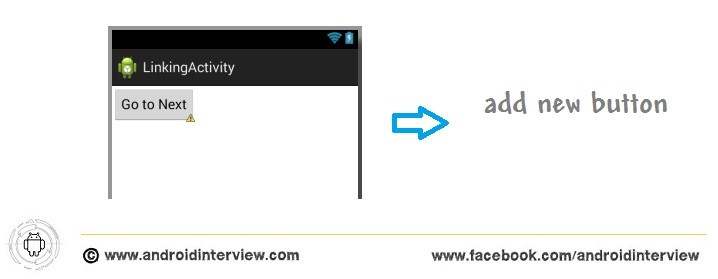 LinkingActivity
Go to Next
add new button
© www.androidinterview.com
www.facebook.com/androidinterview